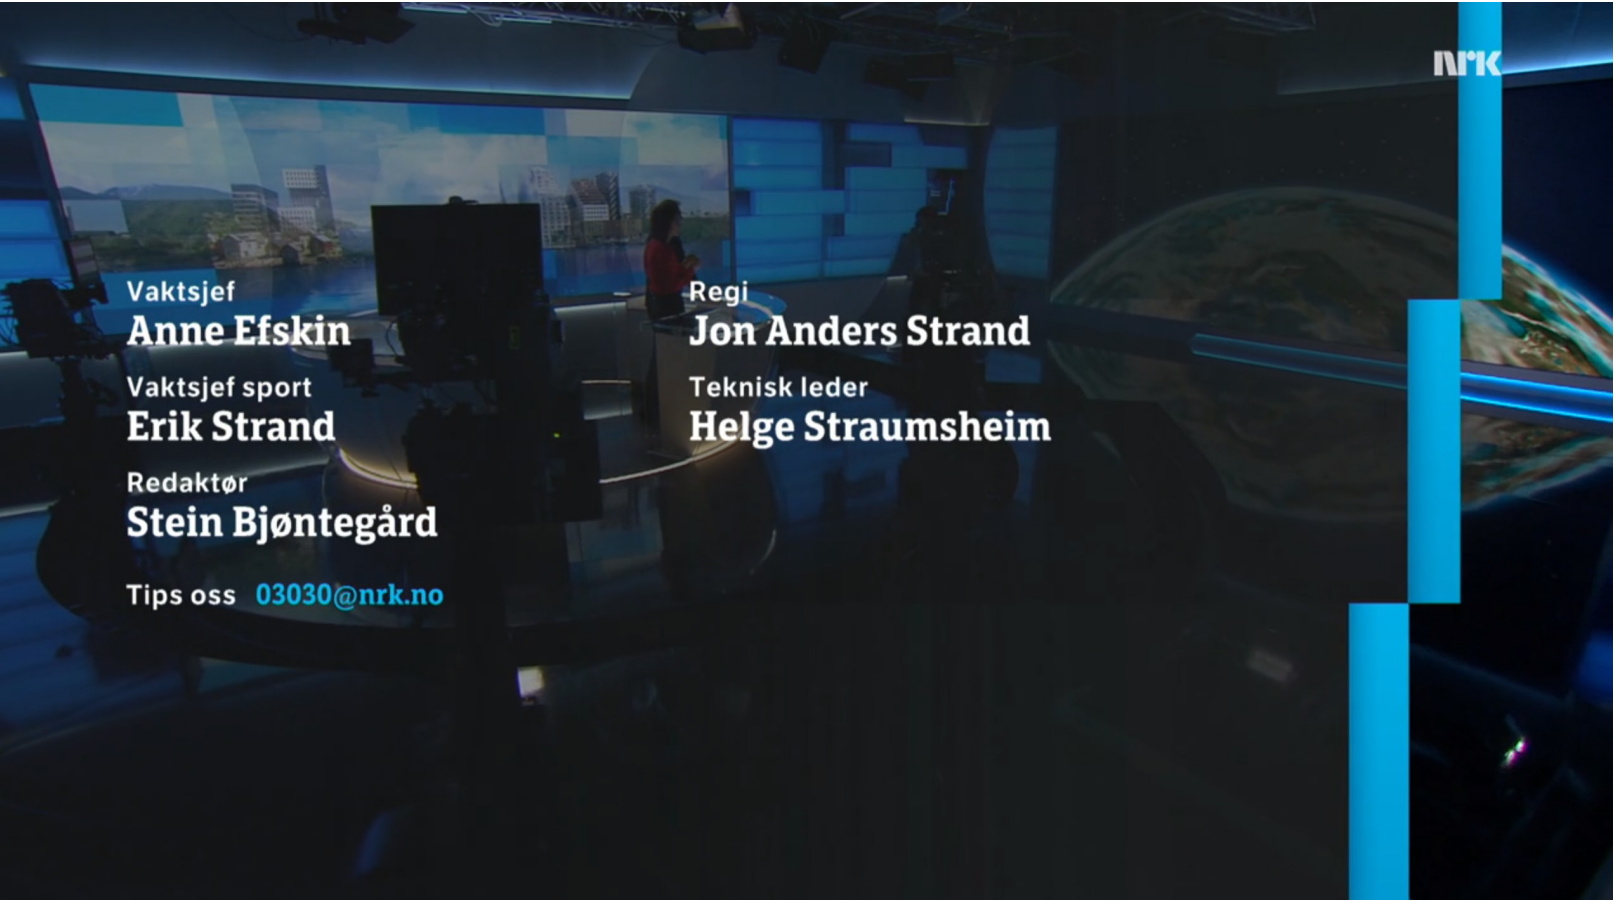 nrk
Vaktsjef
Anne Efskin
Vaktsjef sport
Erik Strand
Redaktør
Stein Bjøntegård
Tips oss 03030@nrk.no
Regi
Jon Anders Strand
Teknisk leder
Helge Straumsheim